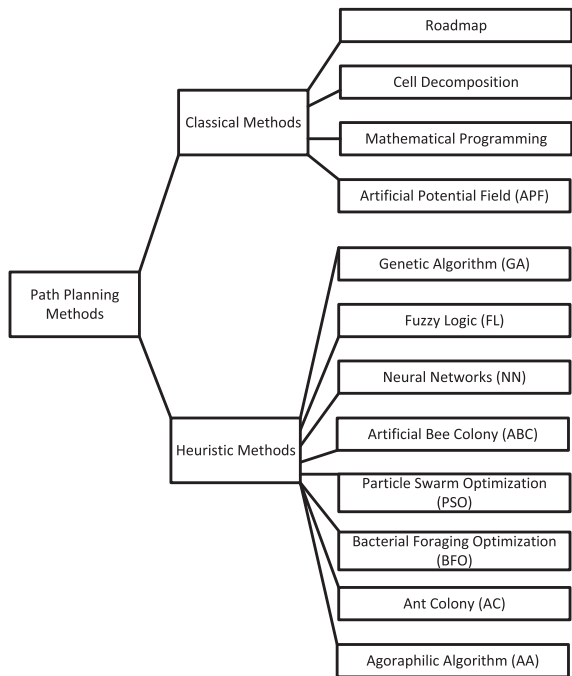 Path Planning
Methods
Classical Methods
Roadmap
Cell Decomposition
Mathematical Programming
Artificial Potential Field (APF)
Heuristic Methods
Genetic Algorithm (GA)
Fuzzy Logic (FL)
Neural Networks (NN)
Artificial Bee Colony (ABC)
Particle Swarm Optimization
(PSO)
Bacterial Foraging Optimization
(BFO)
Ant Colony (AC)
Agoraphilic Algorithm (AA)